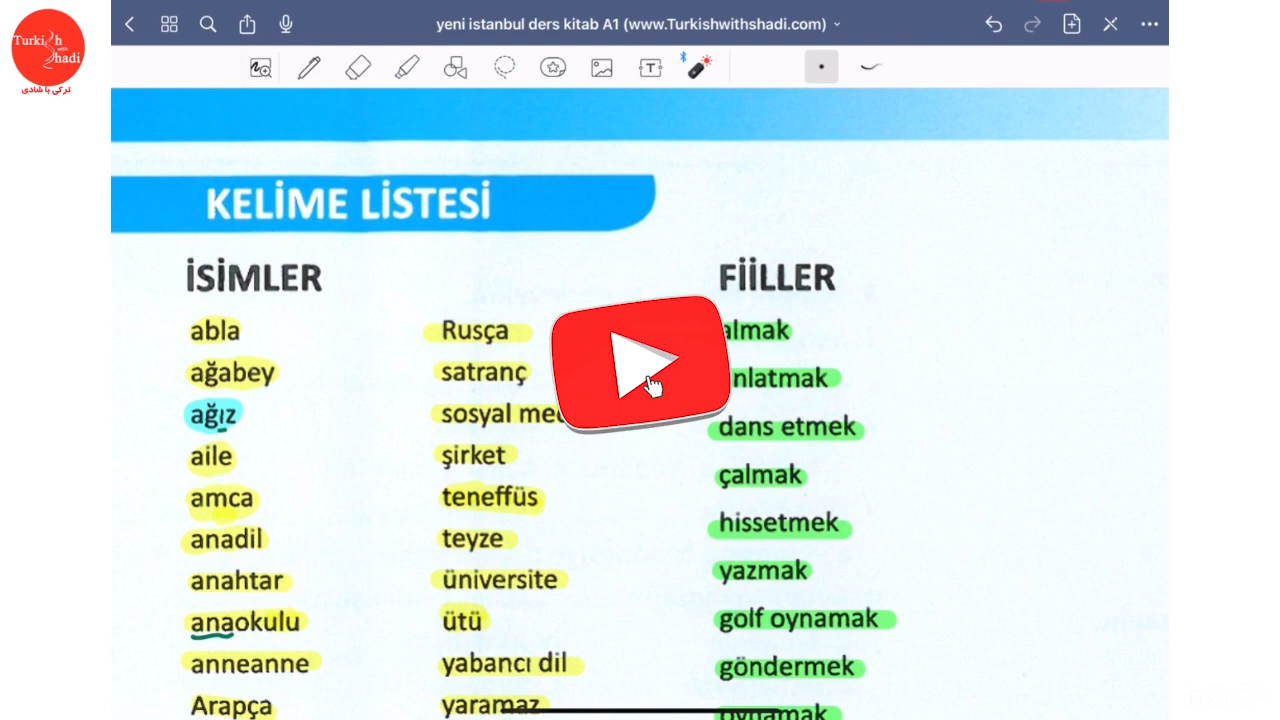 Turkish
with
Shadi
ترکی با شادی
yeni istanbul ders kitab A1 (www.Turkishwithshadi.com)
KELİME LİSTESİ
İSİMLER
abla
ağabey
ağız
aile
amca
anadil
anahtar
anaokulu
anneanne
Arapça
Rusça
satranç
sosyal
şirket
teneffüs
teyze
üniversite
ütü
yabancı dil
yaramaz
FİİLLER
almak
nlatmak
dans etmek
çalmak
hissetmek
yazmak
golf oynamak
göndermek
oynamak